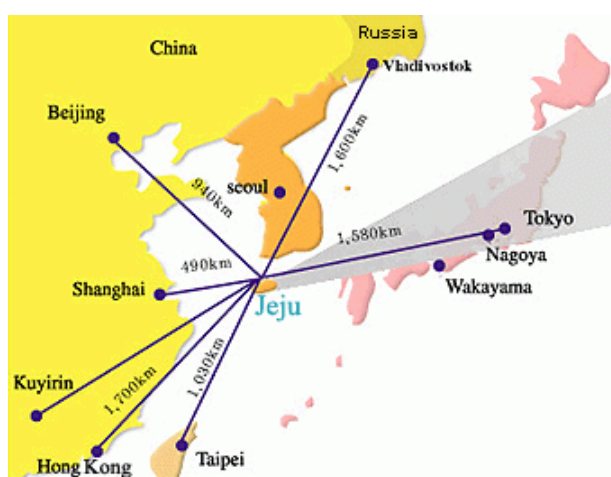 Russia
China
Vladivostok
Beijing
1,600km
940km
seoul
1,580km
Tokyo
490km
Nagoya
Shanghai
Wakayama
Jeju
Kuyirin
1,700km
1,030km
Hong Kong
Taipei